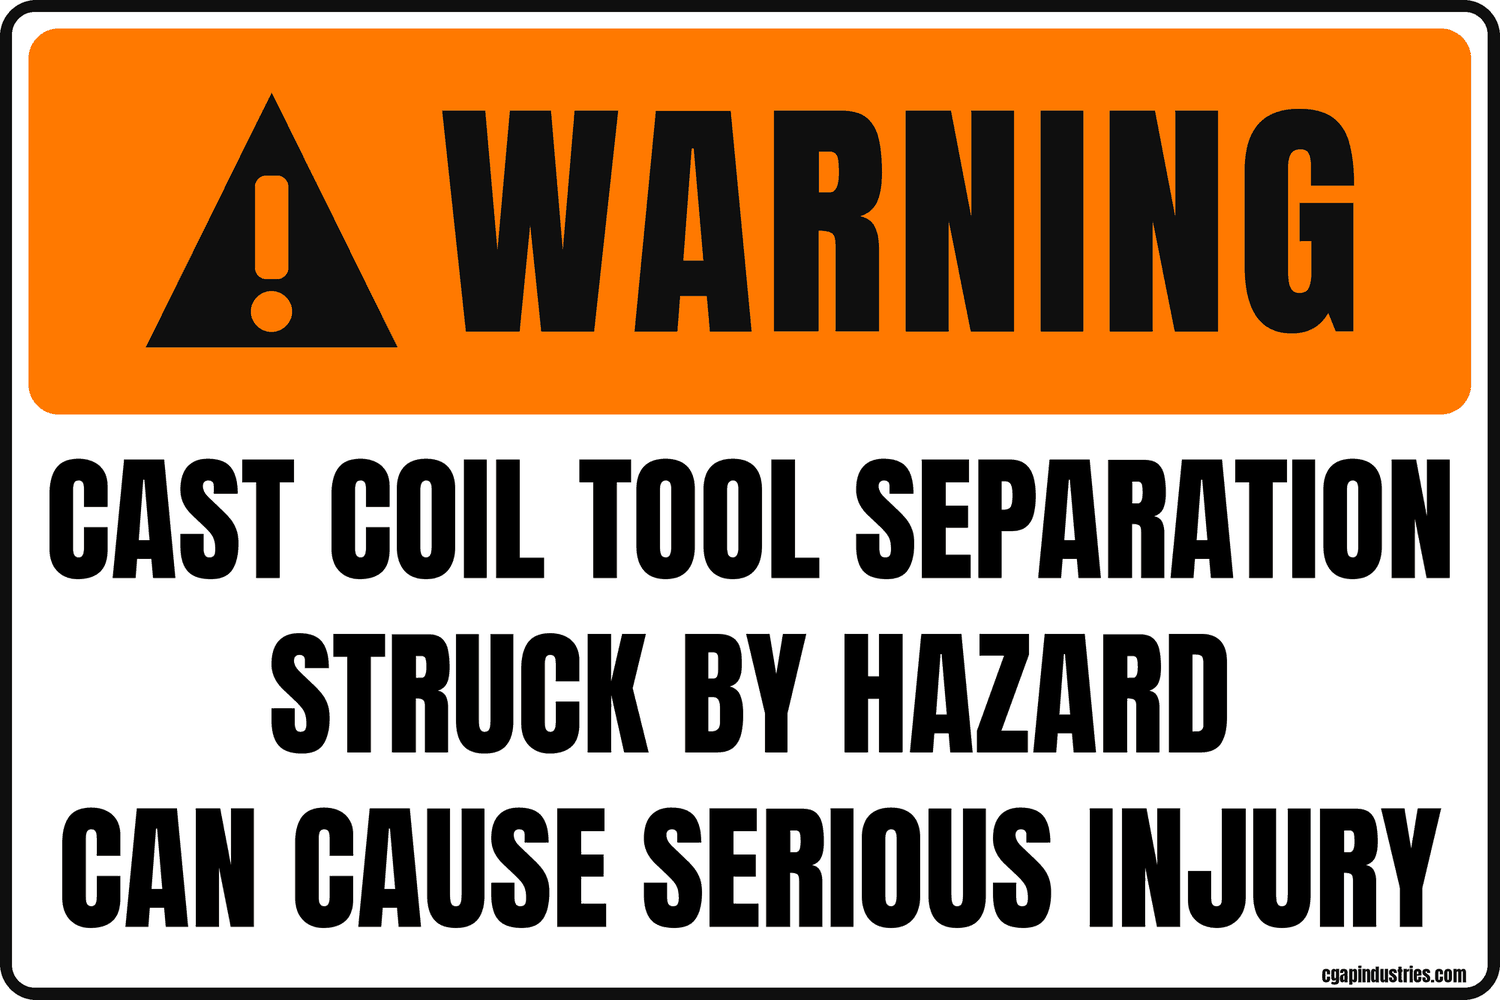 WARNING
CAST COIL TOOL SEPARATION
STRUCK BY HAZARD
CAN CAUSE SERIOUS INJURY
cgapindustries.com